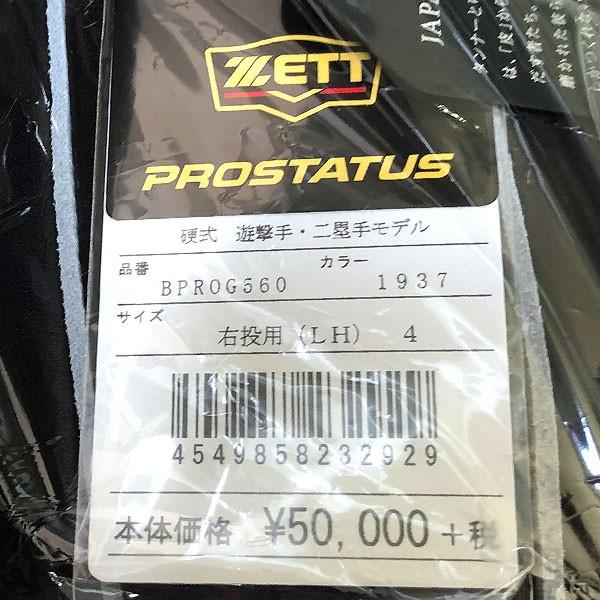 ZETT
PROSTATUS
硬式 遊撃手・二塁手モデル
品番 カラー
BPROG560 1937
サイズ
右投用(LH) 4
4549858232929
本体価格 ¥50,000+税
JAPA